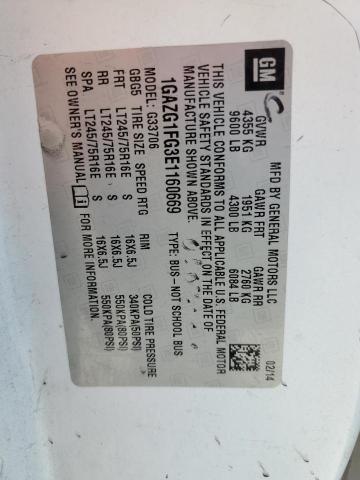 GM
MFD BY GENERAL MOTORS LLC
02/14
GVWR GAWR FRT GAWR RR
4355 KG 1951 KG 2760 KG
9600 LB 4300 LB 6084 LB
THIS VEHICLE CONFORMS TO ALL APPLICABLE U.S. FEDERAL MOTOR
VEHICLE SAFETY STANDARDS IN EFFECT ON THE DATE OF
MANUFACTURE SHOWN ABOVE.
1GAZG1FG3E1160669 TYPE: BUS-NOT SCHOOL BUS
MODEL: G33706
GBG5 TIRE SIZE SPEED RTG RIM COLD TIRE PRESSURE
FRT LT245/75R16E S 16X6.5J 340KPA(50PSI)
RR LT245/75R16E S 16X6.5J 550KPA(80PSI)
SPA LT245/75R16E S 16X6.5J 550KPA(80PSI)
SEE OWNER'S MANUAL